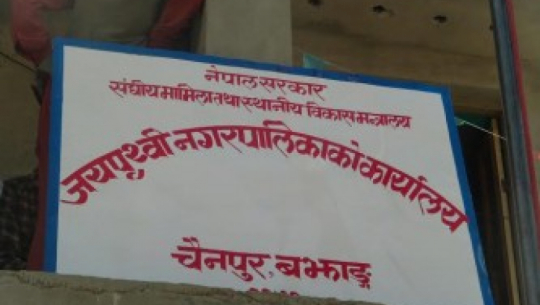 नेपाल सरकार
संघीय मामिला तथा स्थानीय विकास मन्त्रालय
जयपृथ्वी नगरपालिकाको कार्यालय
चैनपुर, बझाङ्ग